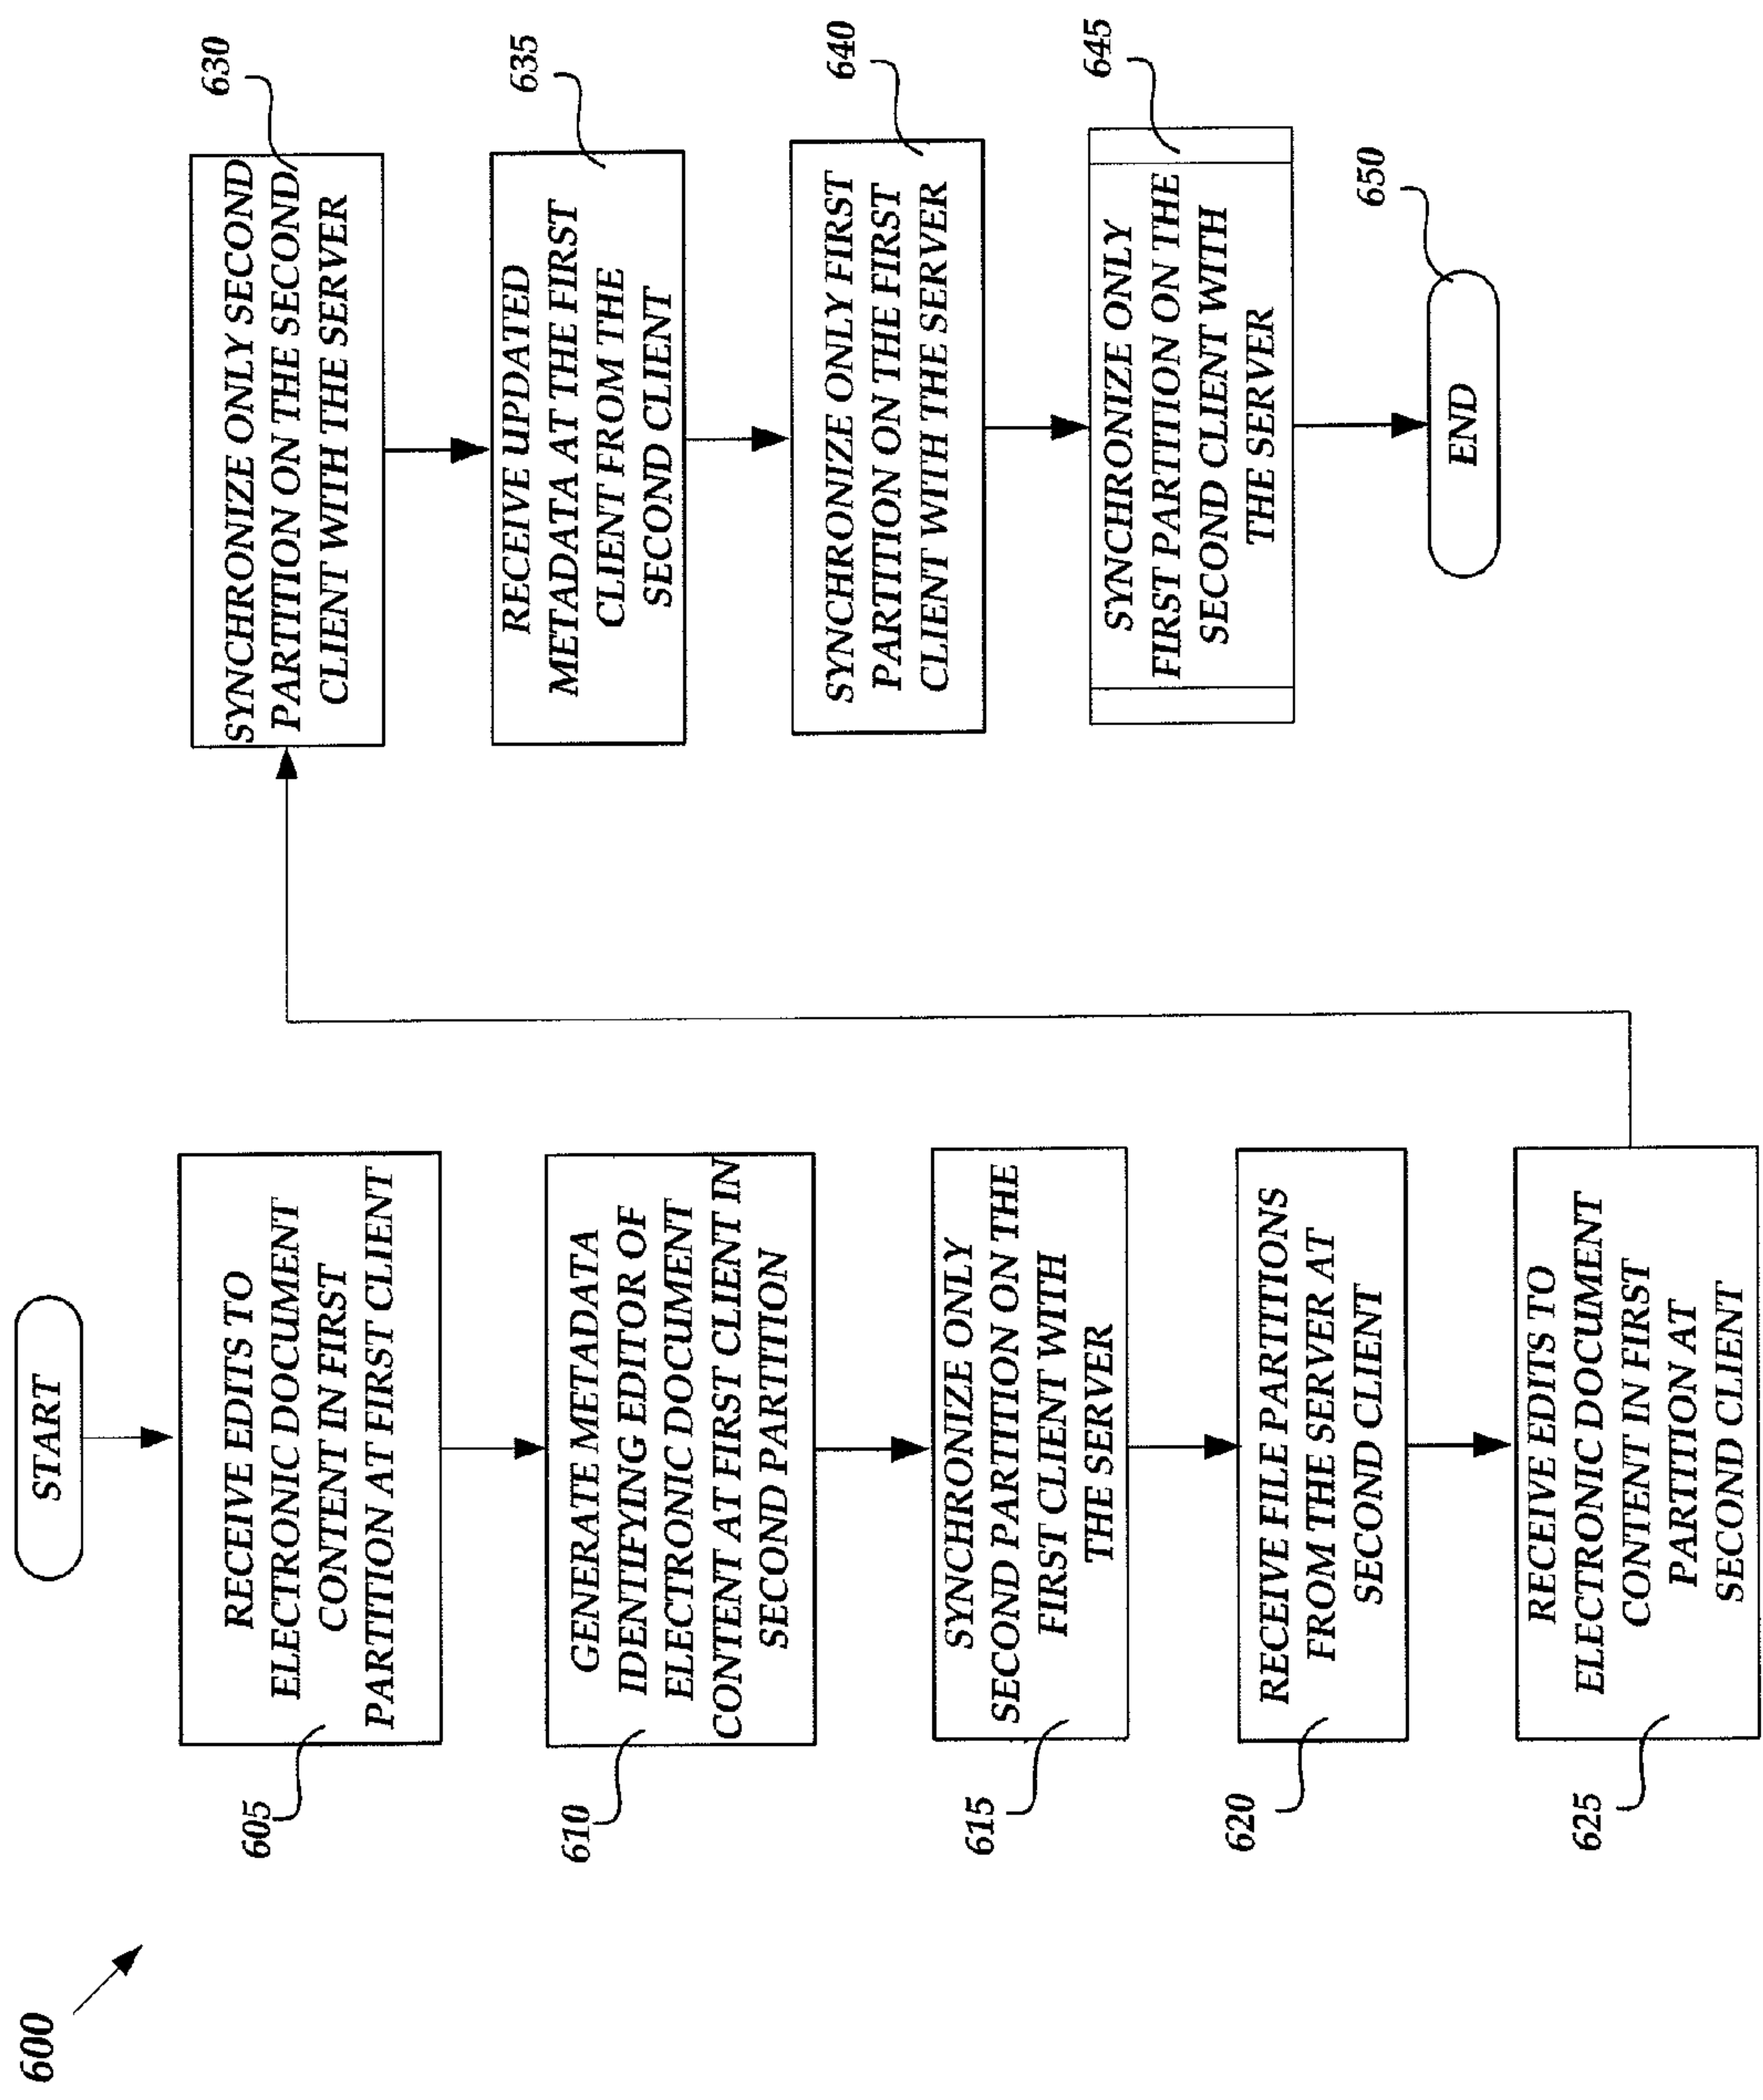 600
START
RECEIVE EDITS TO
ELECTRONIC DOCUMENT
CONTENT IN FIRST
PARTITION AT FIRST CLIENT
605
GENERATE METADATA
IDENTIFYING EDITOR OF
ELECTRONIC DOCUMENT
CONTENT AT FIRST CLIENT IN
SECOND PARTITION
610
SYNCHRONIZE ONLY
SECOND PARTITION ON THE
FIRST CLIENT WITH
THE SERVER
615
RECEIVE FILE PARTITIONS
FROM THE SERVER AT
SECOND CLIENT
620
RECEIVE EDITS TO
ELECTRONIC DOCUMENT
CONTENT IN FIRST
PARTITION AT
SECOND CLIENT
625
SYNCHRONIZE ONLY SECOND
PARTITION ON THE SECOND
CLIENT WITH THE SERVER
630
RECEIVE UPDATED
METADATA AT THE FIRST
CLIENT FROM THE
SECOND CLIENT
635
SYNCHRONIZE ONLY FIRST
PARTITION ON THE FIRST
CLIENT WITH THE SERVER
640
SYNCHRONIZE ONLY
FIRST PARTITION ON THE
SECOND CLIENT WITH
THE SERVER
645
END
650